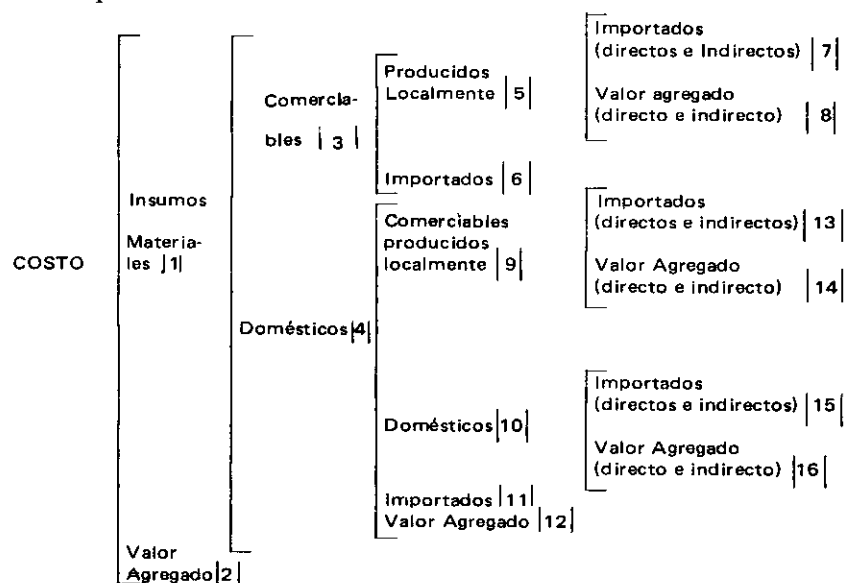 COSTO
Insumos
Materia-
les |1|
Valor
Agregado|2|
Comercia-
bles | 3 |
Domésticos|4|
Producidos
Localmente |5|
Importados |6|
Comerciables
producidos
localmente |9|
Domésticos|10|
Importados |11|
Valor Agregado |12|
Importados
(directos e Indirectos) |7|
Valor agregado
(directo e indirecto) |8|
Importados
(directos e indirectos) |13|
Valor Agregado
(directo e indirecto) |14|
Importados
(directos e indirectos) |15|
Valor Agregado
(directo e indirecto) |16|